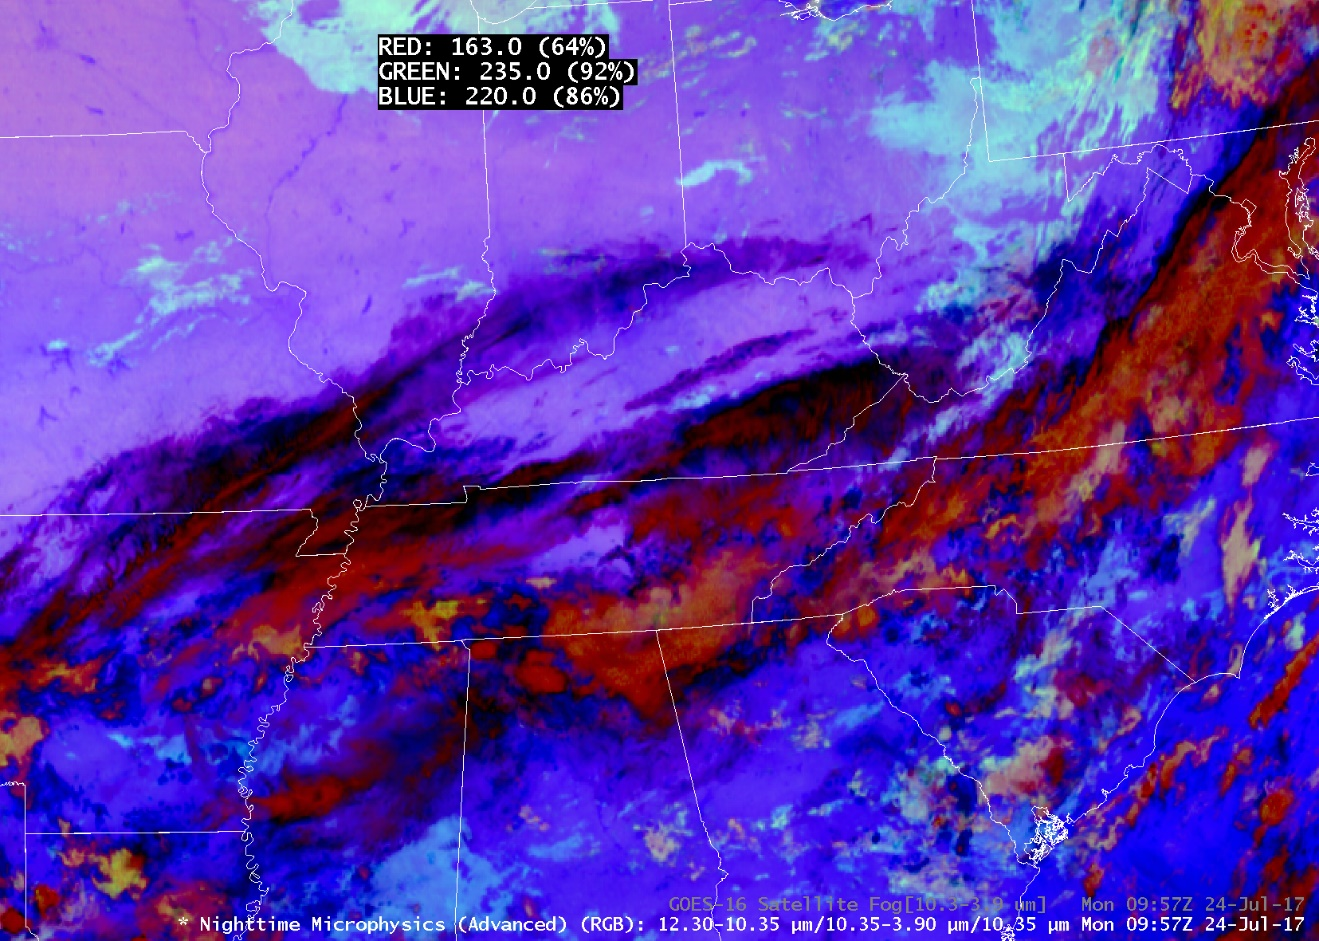 RED: 163.0 (64%)
GREEN: 235.0 (92%)
BLUE: 220.0 (86%)
GOES-16 Satellite Fog[10.3-3.9 um] Mon 09:57Z 24-Jul-17
* Nighttime Microphysics (Advanced) (RGB): 12.30-10.35 µm/10.35-3.90 µm/10.35 µm Mon 09:57Z 24-Jul-17